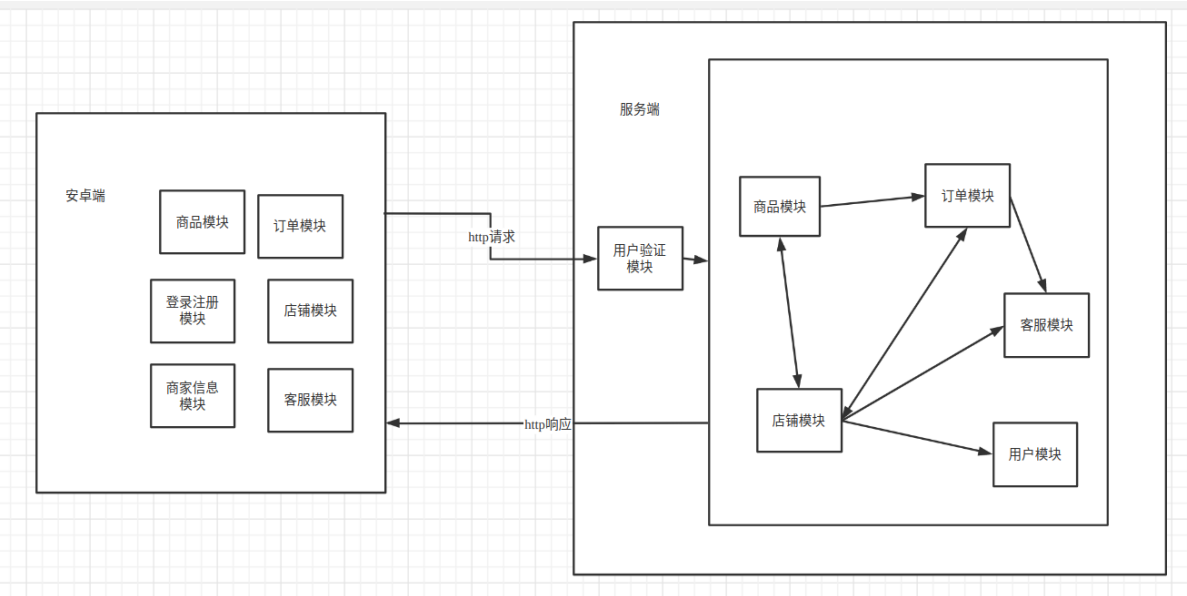 安卓端
商品模块
订单模块
登录注册
模块
店铺模块
商家信息
模块
客服模块
http请求
http响应
服务端
用户验证
模块
商品模块
订单模块
客服模块
店铺模块
用户模块